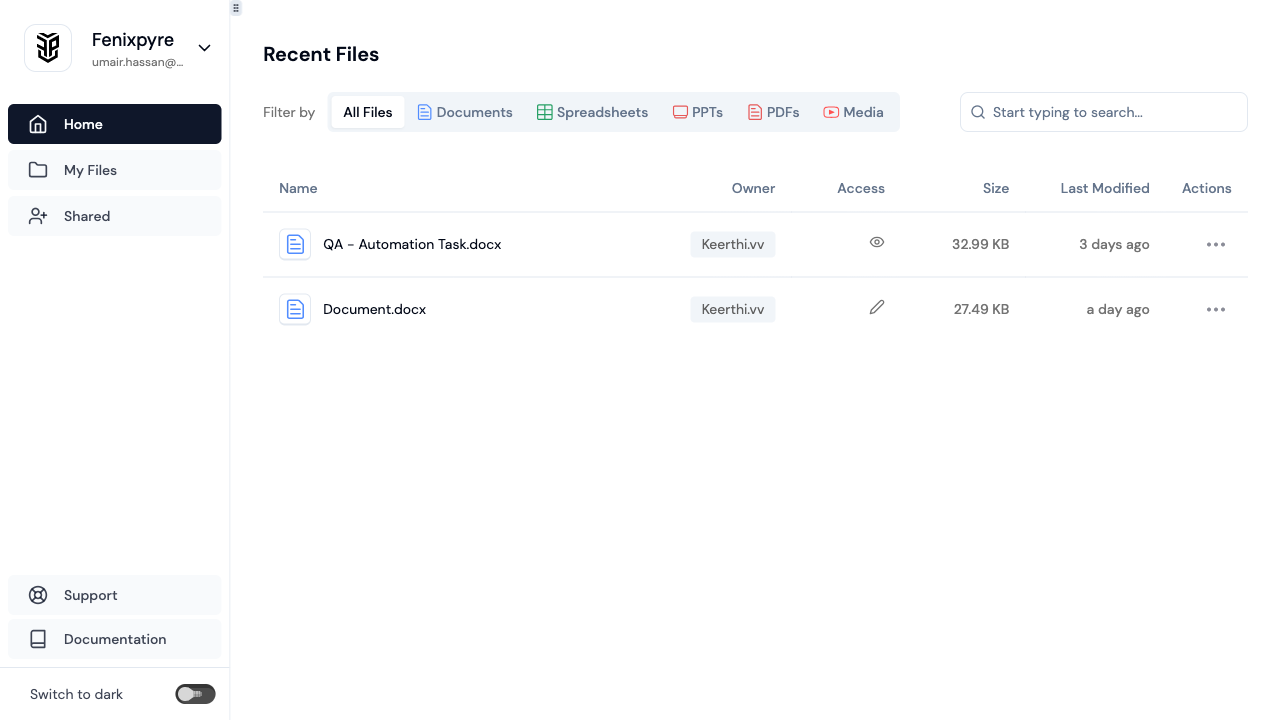 Fenixpyre
umair.hassan@...
Home
My Files
Shared
Support
Documentation
Switch to dark
Recent Files
Filter by All Files Documents Spreadsheets PPTs PDFs Media Start typing to search...
Name Owner Access Size Last Modified Actions
QA - Automation Task.docx Keerthi.vv 32.99 KB 3 days ago
Document.docx Keerthi.vv 27.49 KB a day ago